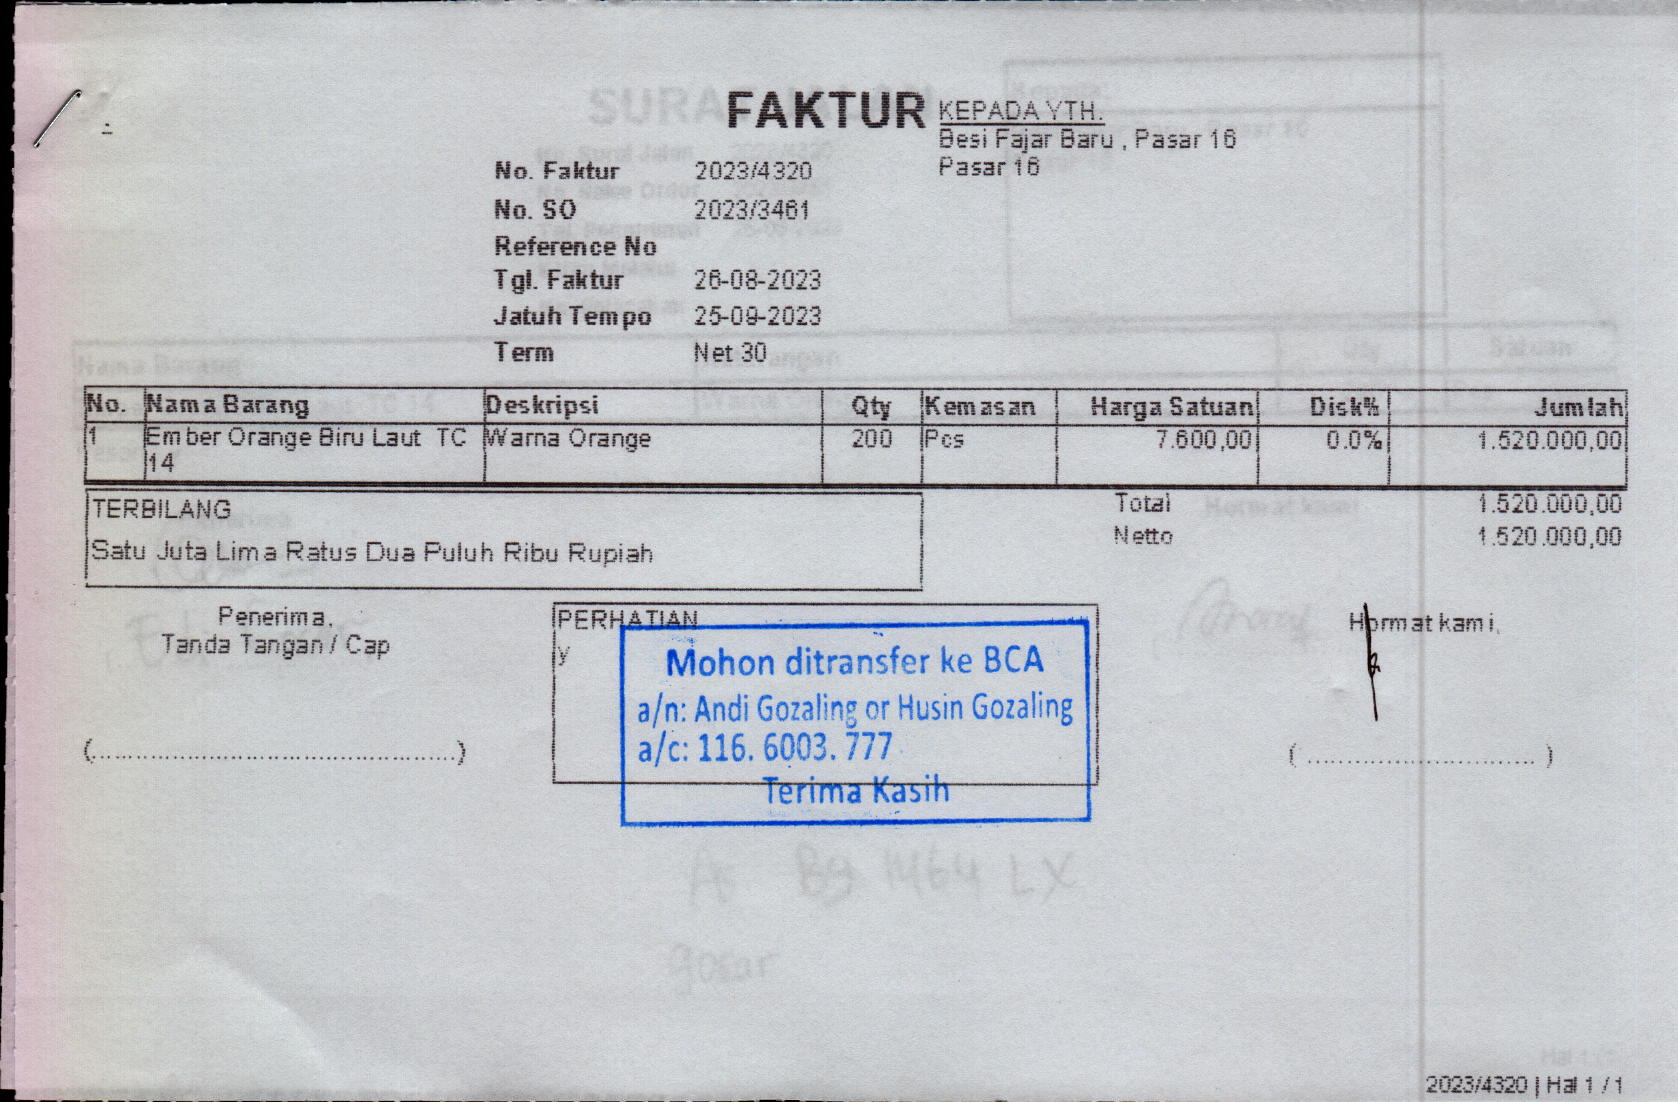 FAKTUR
KEPADA YTH.
Besi Fajar Baru , Pasar 16
Pasar 16
No. Faktur 2023/4320
No. SO 2023/3461
Reference No
Tgl. Faktur 26-08-2023
Jatuh Tempo 25-09-2023
Term Net 30
No. Nama Barang Deskripsi Qty Kemasan Harga Satuan Disk% Jumlah
1 Ember Orange Biru Laut TC Warna Orange 200 Pcs 7.600,00 0.0% 1.520.000,00
14
TERBILANG
Satu Juta Lima Ratus Dua Puluh Ribu Rupiah
Total 1.520.000,00
Netto 1.520.000,00
Penerima,
Tanda Tangan / Cap
(................................................)
PERHATIAN
y
Mohon ditransfer ke BCA
a/n: Andi Gozaling or Husin Gozaling
a/c: 116. 6003. 777
Terima Kasih
Hormat kami,
( ............................. )
2023/4320 | Hal 1 / 1